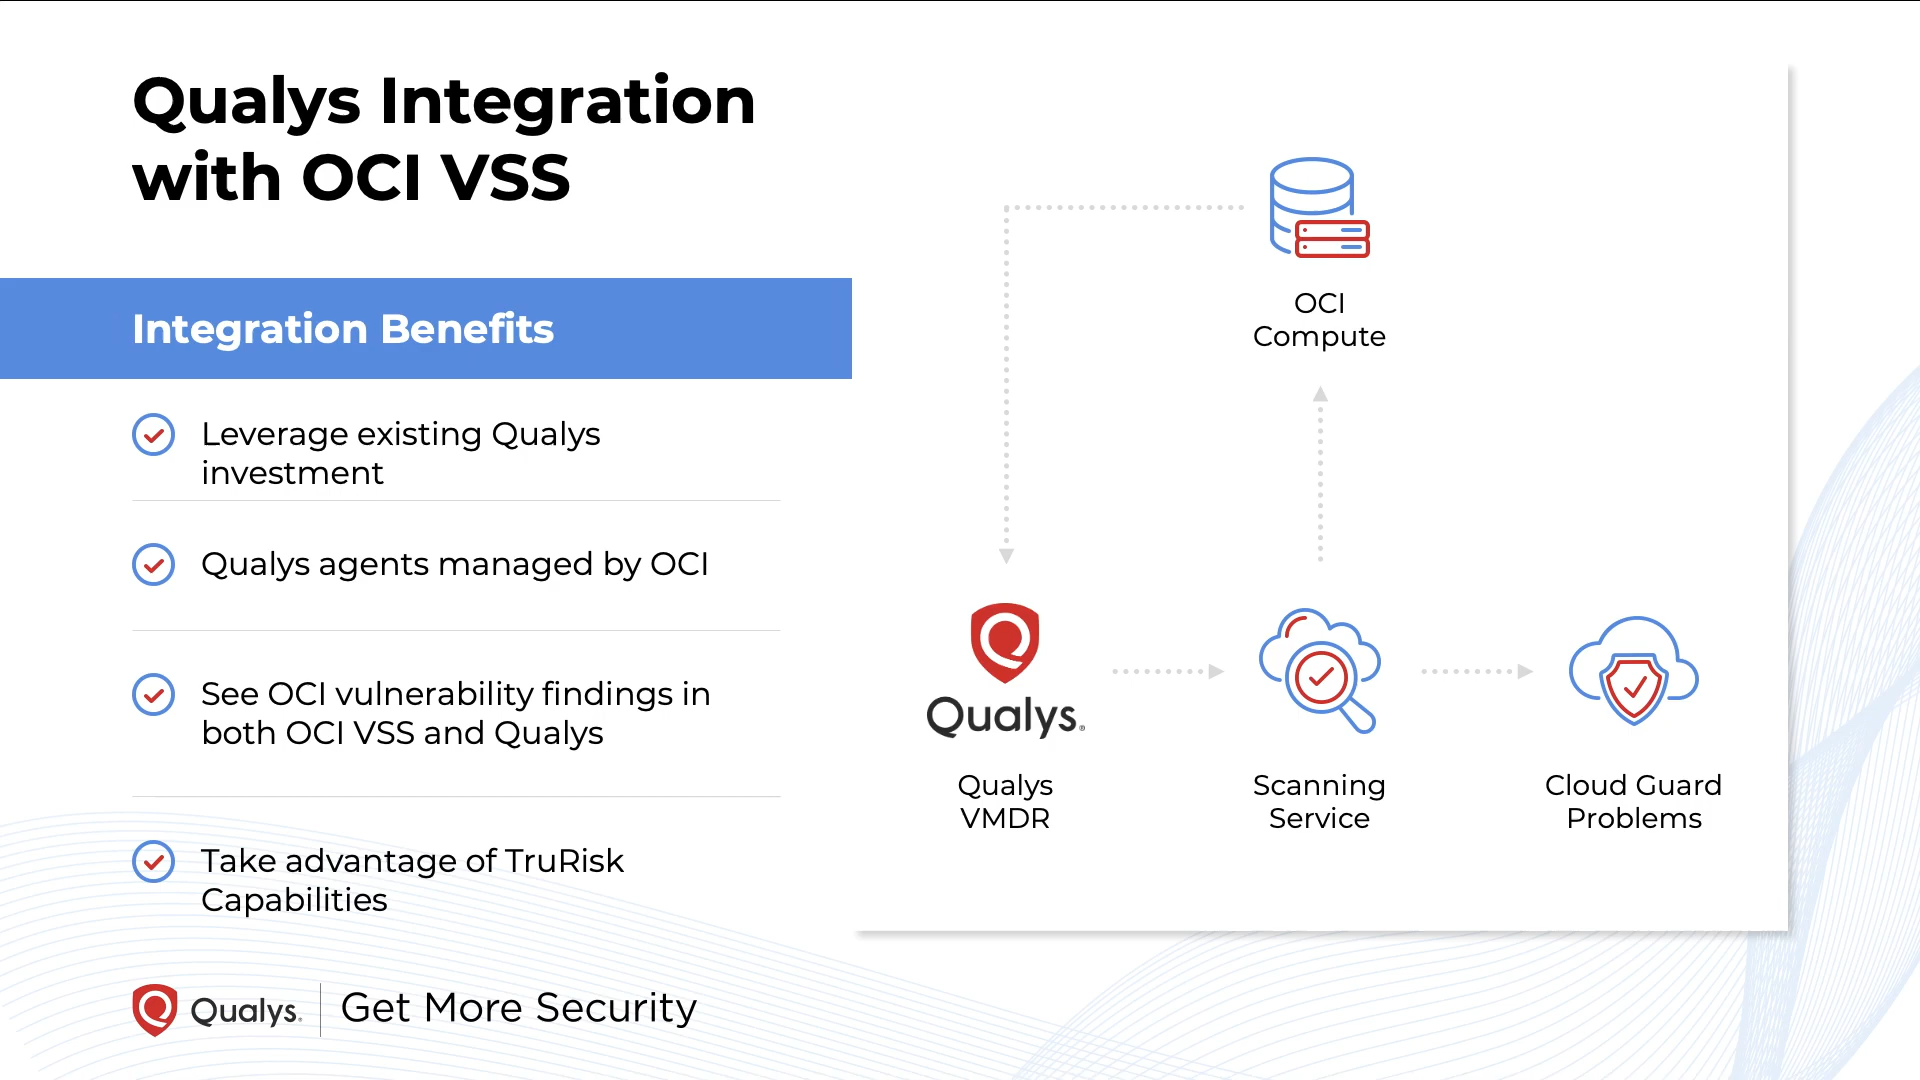 Qualys Integration
with OCI VSS
Integration Benefits
Leverage existing Qualys
investment
Qualys agents managed by OCI
See OCI vulnerability findings in
both OCI VSS and Qualys
Take advantage of TruRisk
Capabilities
Qualys.
Get More Security
OCI
Compute
Qualys.
Qualys
VMDR
Scanning
Service
Cloud Guard
Problems